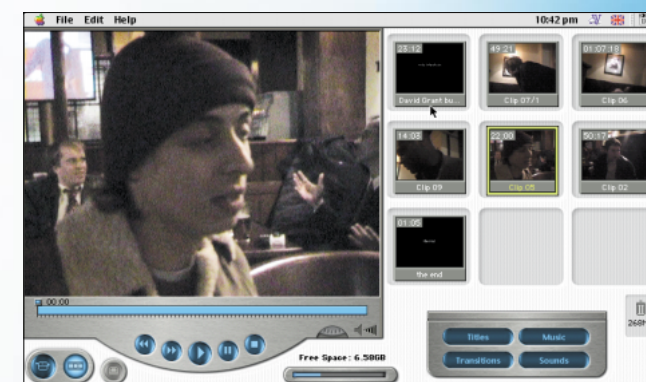 File Edit Help
10:42 pm
23:12
David Grant bu...
49:21
Clip 07/1
01:07:18
Clip 06
14:03
Clip 09
22:00
Clip 05
50:17
Clip 02
01:05
the end
00:00
Free Space: 6.58GB
Titles
Music
Transitions
Sounds